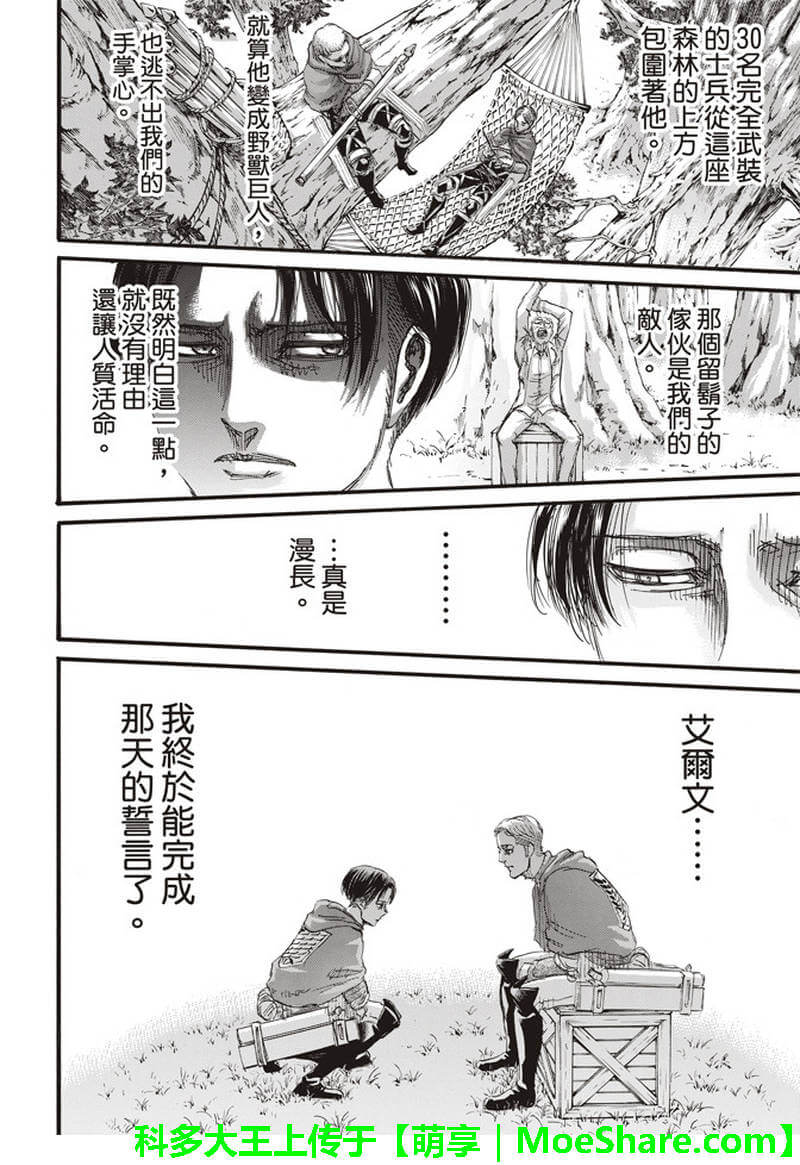 30名完全武裝
的士兵從這座
森林的上方
包圍著他。
就算他變成野獸巨人，
也逃不出我們的
手掌心。
那個留鬍子的
傢伙是我們的
敵人。
既然明白這一點，
就沒有理由
還讓人質活命。
⋯⋯
…真是
漫長。
艾爾文……
我終於能完成
那天的誓言了。
科多大王上传于【萌享 | MoeShare.com】